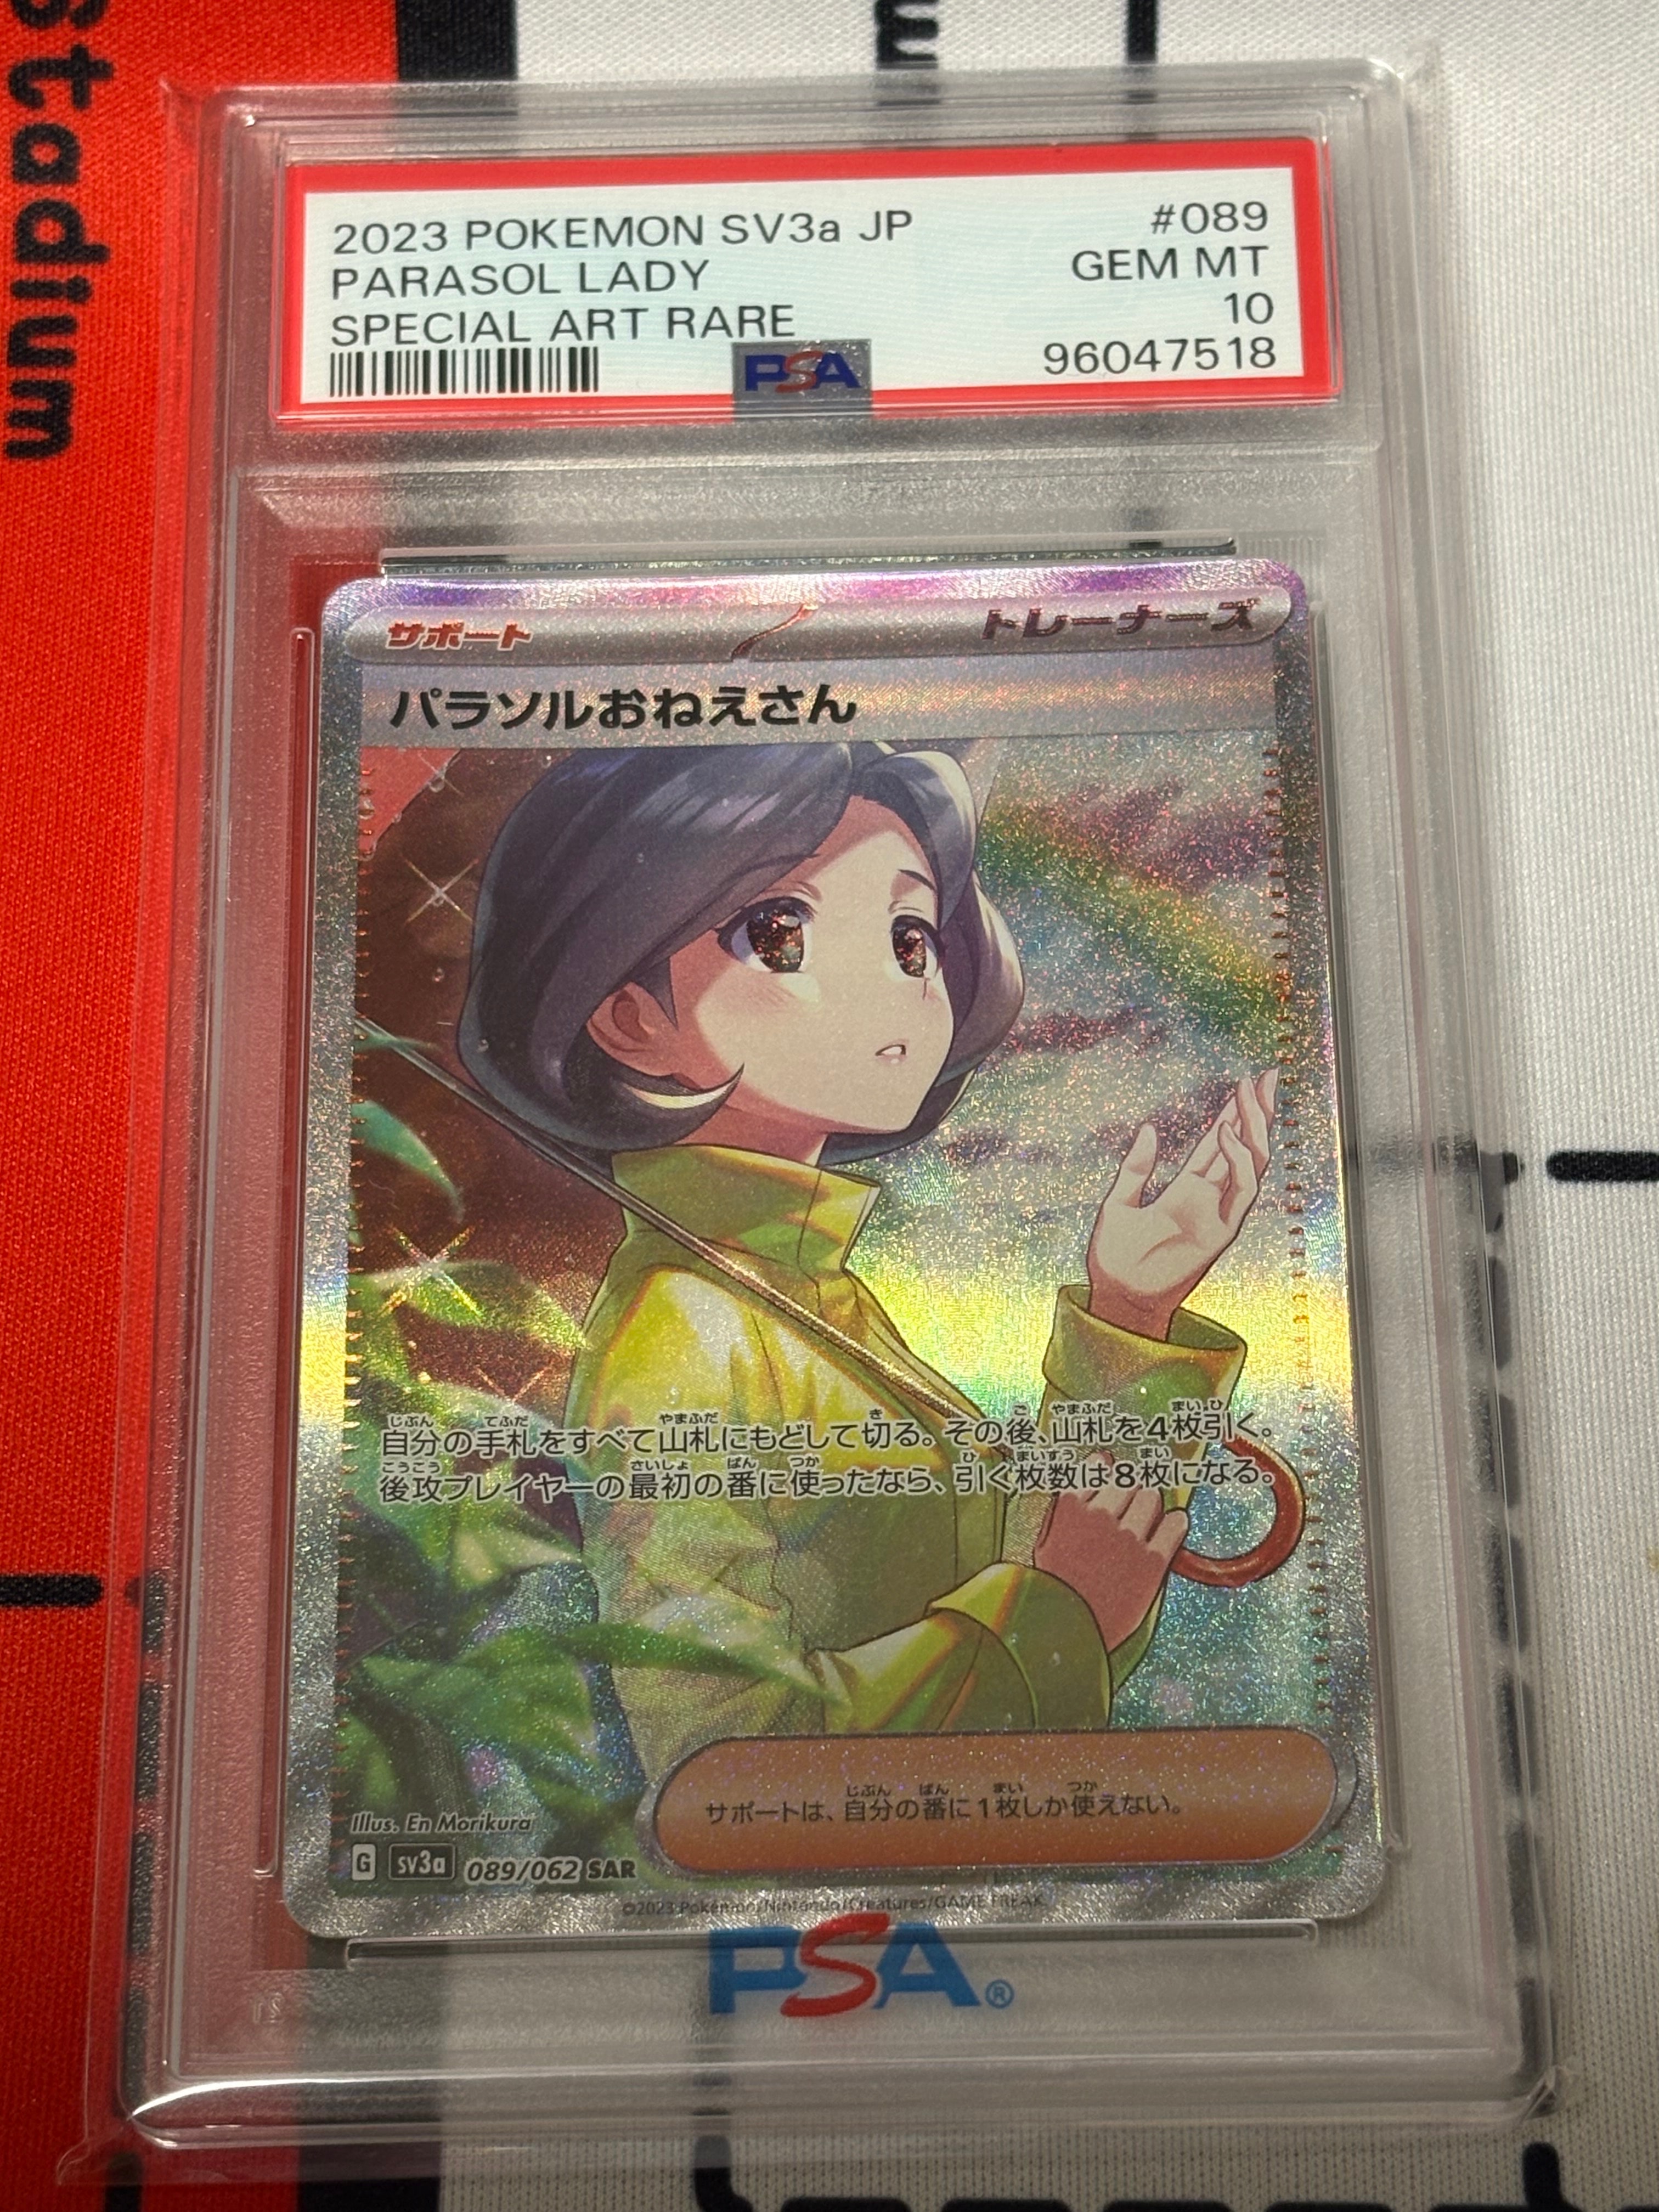 stadium
2023 POKEMON SV3a JP #089
PARASOL LADY GEM MT
SPECIAL ART RARE 10
PSA 96047518
サポート トレーナーズ
パラソルおねえさん
自分の手札をすべて山札にもどして切る。その後、山札を4枚引く。
後攻プレイヤーの最初の番に使ったなら、引く枚数は8枚になる。
サポートは、自分の番に1枚しか使えない。
Illus. En Morikura
G sv3a 089/062 SAR
©2023 Pokémon/Nintendo/Creatures/GAME FREAK
PSA®